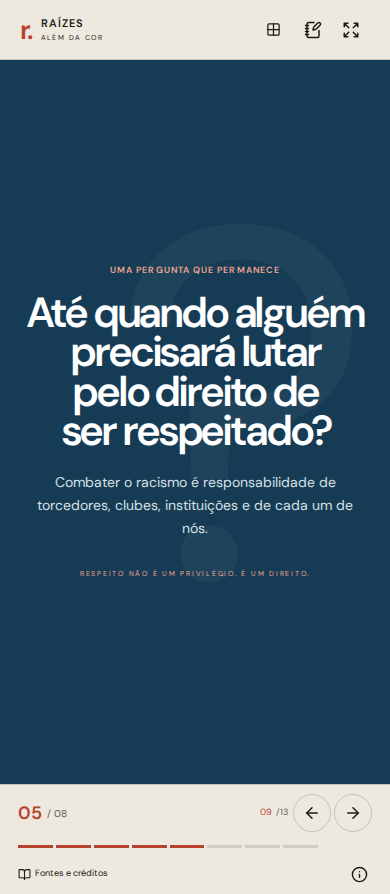 r. RAÍZES
ALÉM DA COR
UMA PERGUNTA QUE PERMANECE
Até quando alguém
precisará lutar
pelo direito de
ser respeitado?
Combater o racismo é responsabilidade de
torcedores, clubes, instituições e de cada um de
nós.
RESPEITO NÃO É UM PRIVILÉGIO. É UM DIREITO.
05 / 08
09 /13
Fontes e créditos